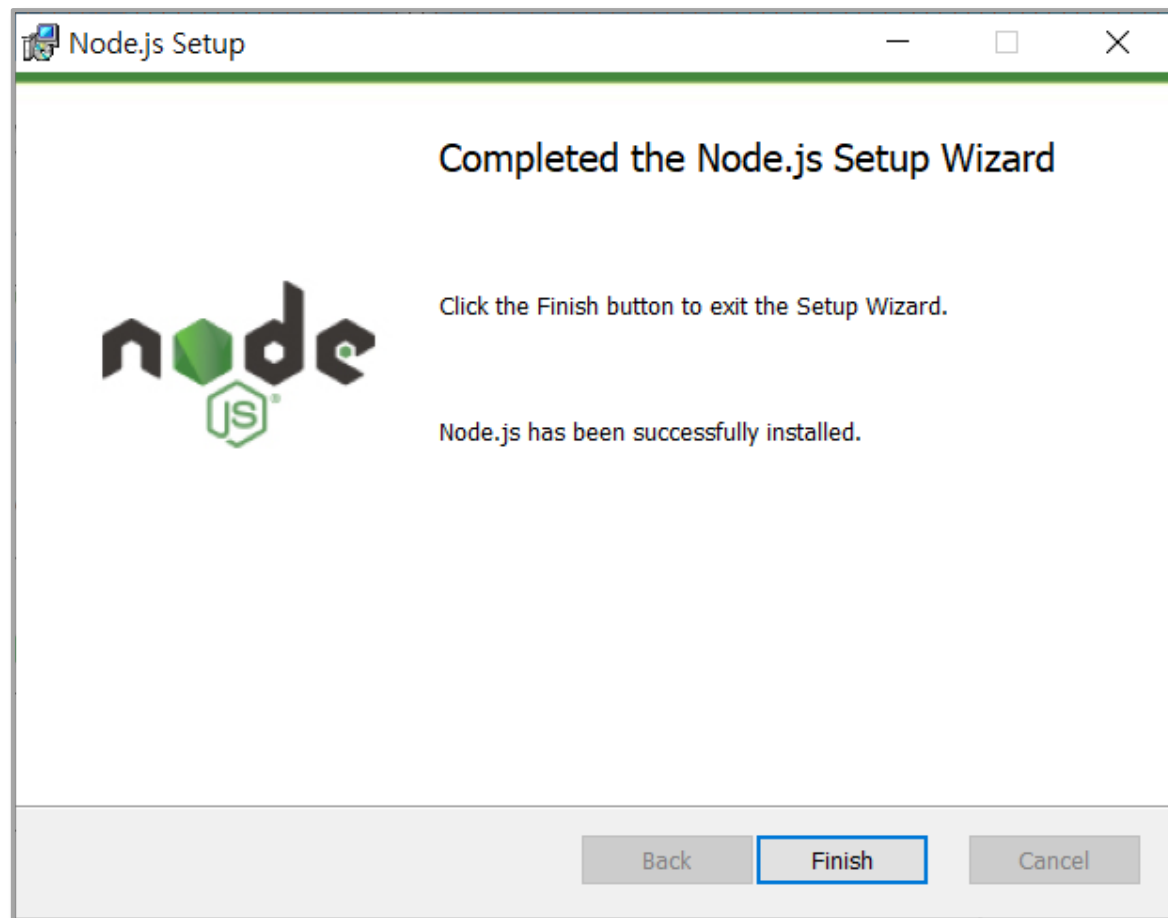 Node.js Setup
Completed the Node.js Setup Wizard
Click the Finish button to exit the Setup Wizard.
node
JS®
Node.js has been successfully installed.
Back Finish Cancel